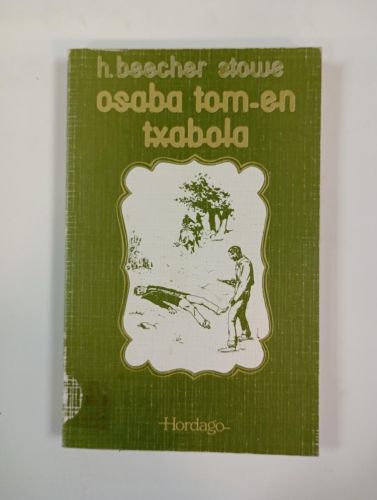 h. beecher stowe
osaba tom-en
txabola
Hordago